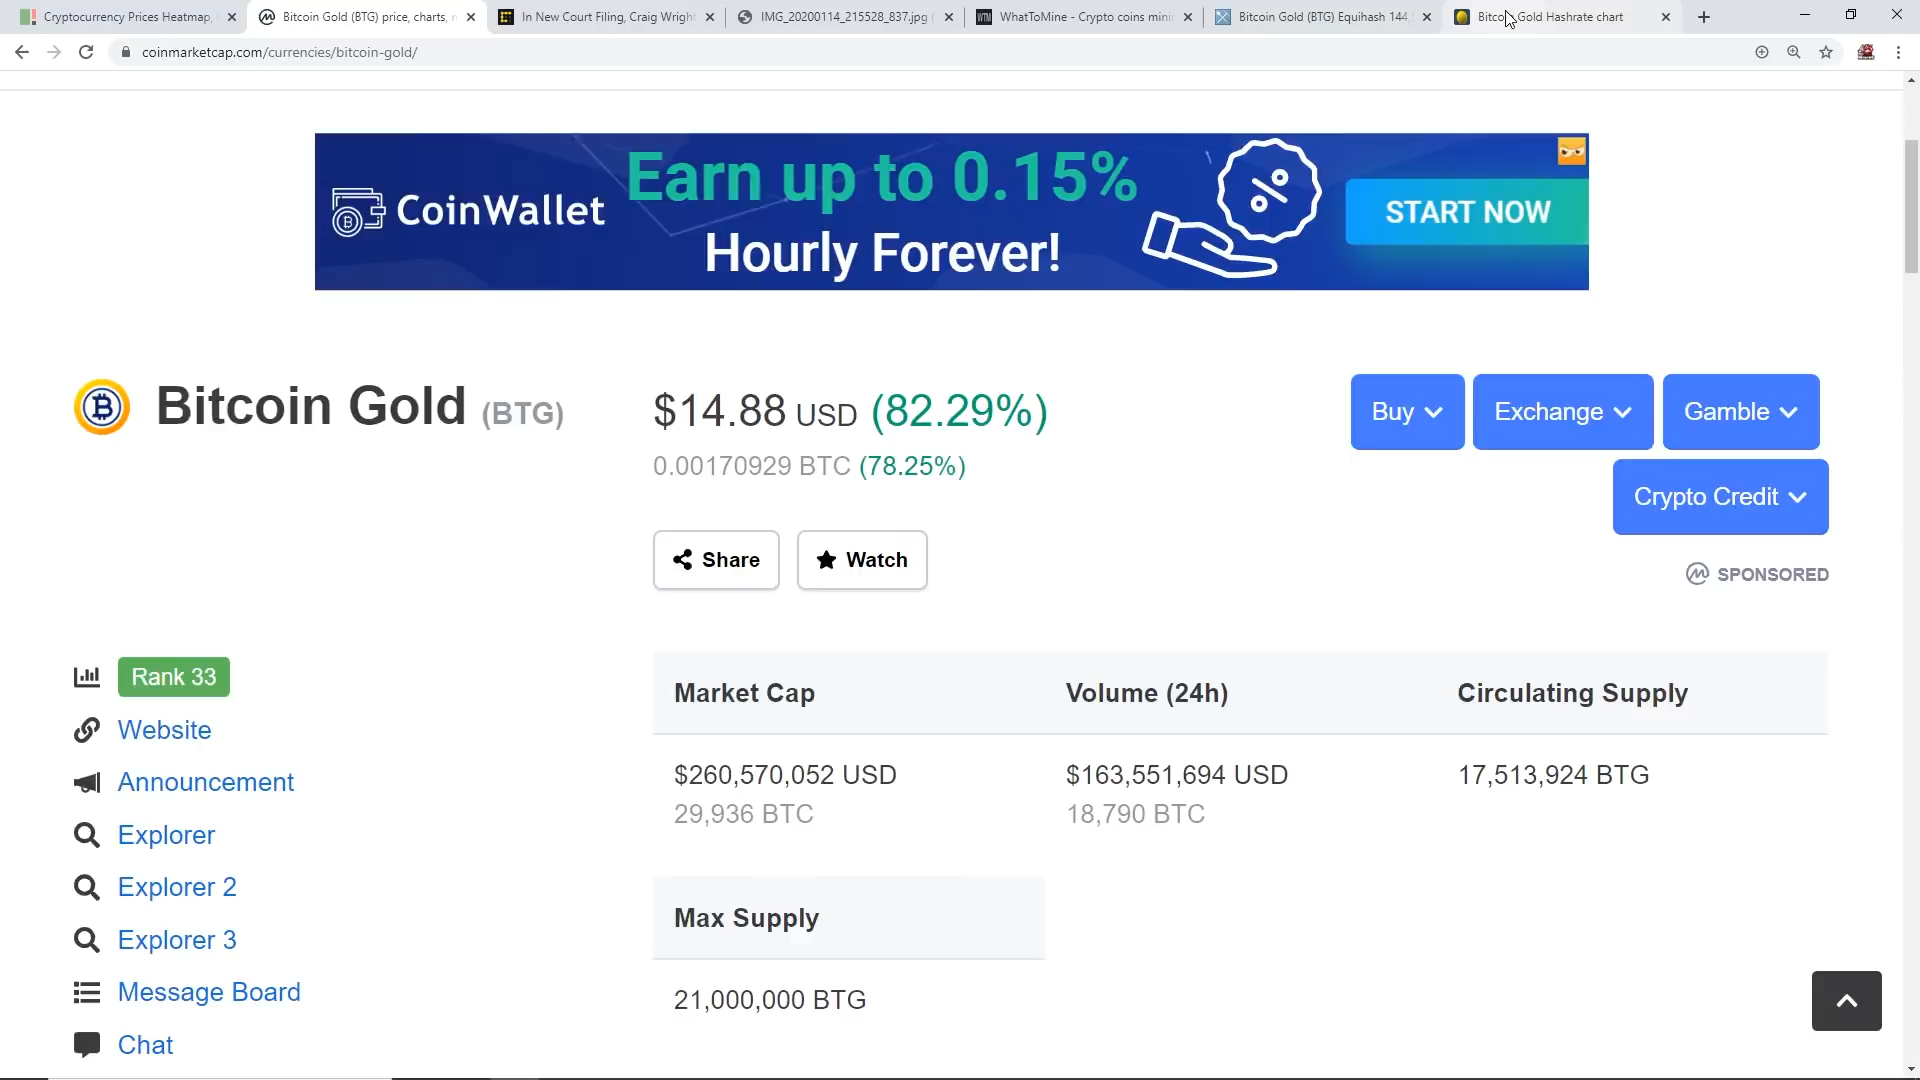 Cryptocurrency Prices Heatmap,
Bitcoin Gold (BTG) price, charts,
In New Court Filing, Craig Wright
IMG_20200114_215528_837.jpg (
WhatToMine - Crypto coins mini
Bitcoin Gold (BTG) Equihash 144,
Bitcoin Gold Hashrate chart
coinmarketcap.com/currencies/bitcoin-gold/
CoinWallet
Earn up to 0.15%
Hourly Forever!
START NOW
Bitcoin Gold (BTG)
$14.88 USD (82.29%)
0.00170929 BTC (78.25%)
Buy
Exchange
Gamble
Crypto Credit
Share
Watch
SPONSORED
Rank 33
Website
Announcement
Explorer
Explorer 2
Explorer 3
Message Board
Chat
Market Cap
Volume (24h)
Circulating Supply
$260,570,052 USD
29,936 BTC
$163,551,694 USD
18,790 BTC
17,513,924 BTG
Max Supply
21,000,000 BTG